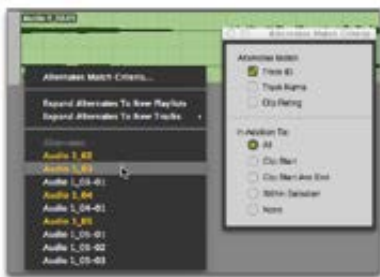 Audio 1_03-01
Alternates Match Criteria...
Expand Alternates To New Playlists
Expand Alternates To New Tracks
Alternates:
Audio 1_02
Audio 1_03
Audio 1_03-01
Audio 1_04
Audio 1_04-01
Audio 1_05
Audio 1_05-01
Audio 1_05-02
Audio 1_05-03
Alternates Match Criteria
Alternates Match:
Track ID
Track Name
Clip Rating
In Addition To:
All
Clip Start
Clip Start And End
Within Selection
None